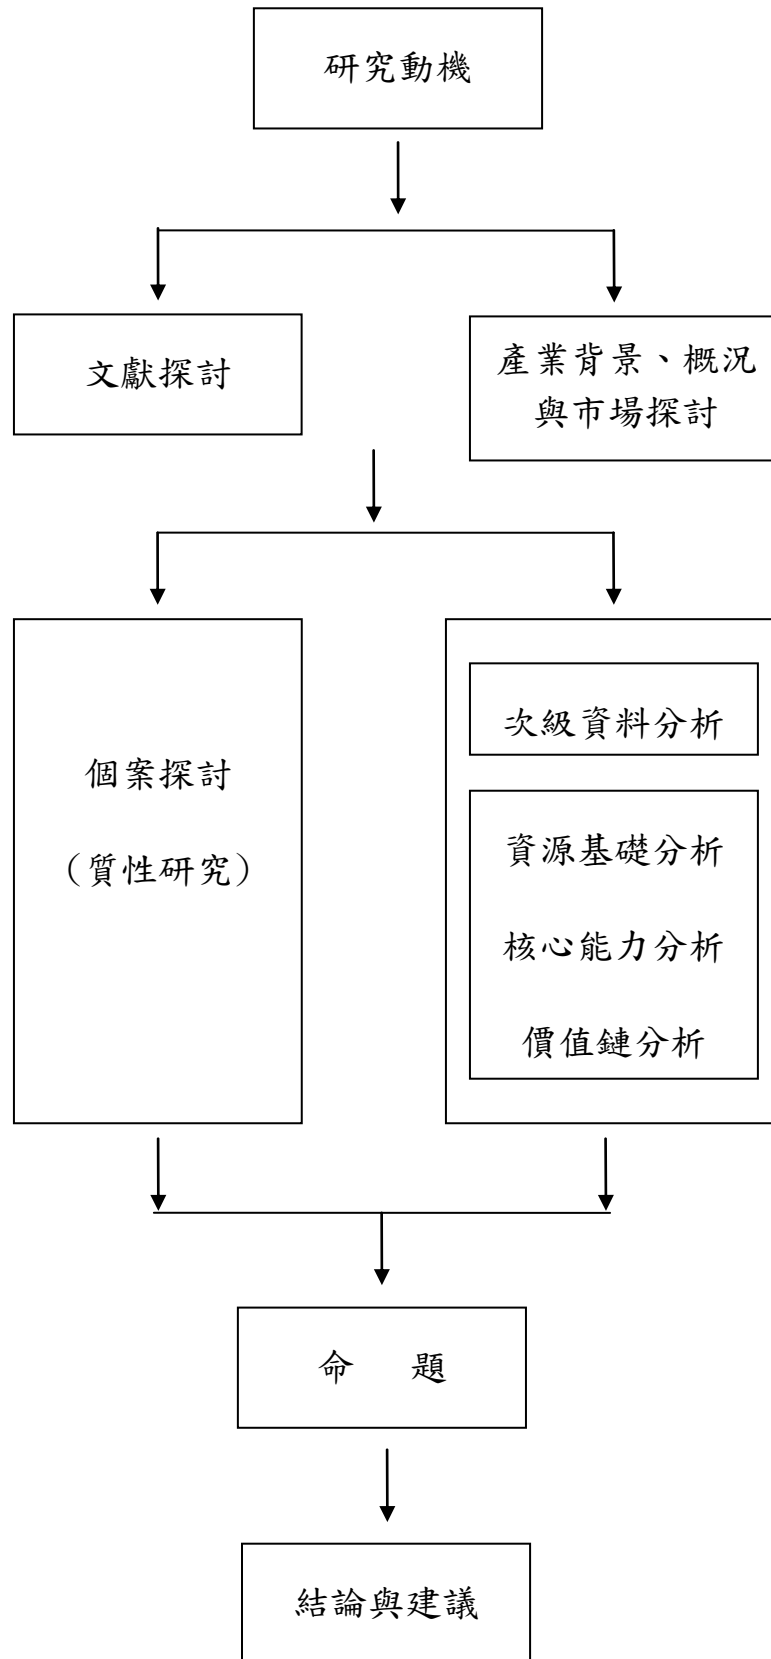 研究動機
文獻探討
產業背景、概況
與市場探討
個案探討
（質性研究）
次級資料分析
資源基礎分析
核心能力分析
價值鏈分析
命 題
結論與建議